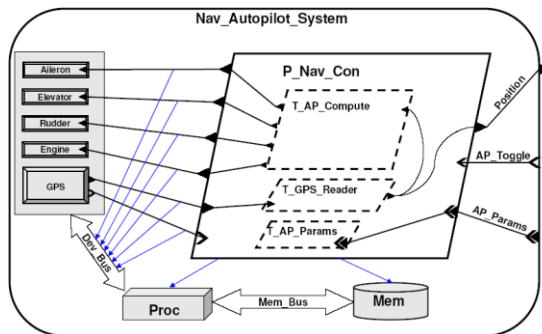 Nav_Autopilot_System
Aileron
Elevator
Rudder
Engine
GPS
P_Nav_Con
T_AP_Compute
T_GPS_Reader
T_AP_Params
Position
AP_Toggle
AP_Params
Dev_Bus
Proc
Mem_Bus
Mem